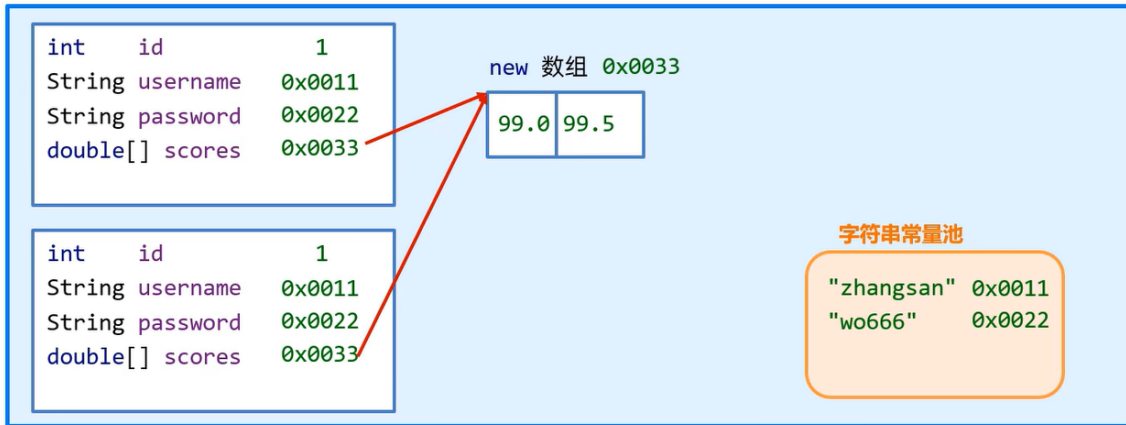 int id 1
String username 0x0011
String password 0x0022
double[] scores 0x0033
new 数组 0x0033
99.0 99.5
int id 1
String username 0x0011
String password 0x0022
double[] scores 0x0033
字符串常量池
"zhangsan" 0x0011
"wo666" 0x0022